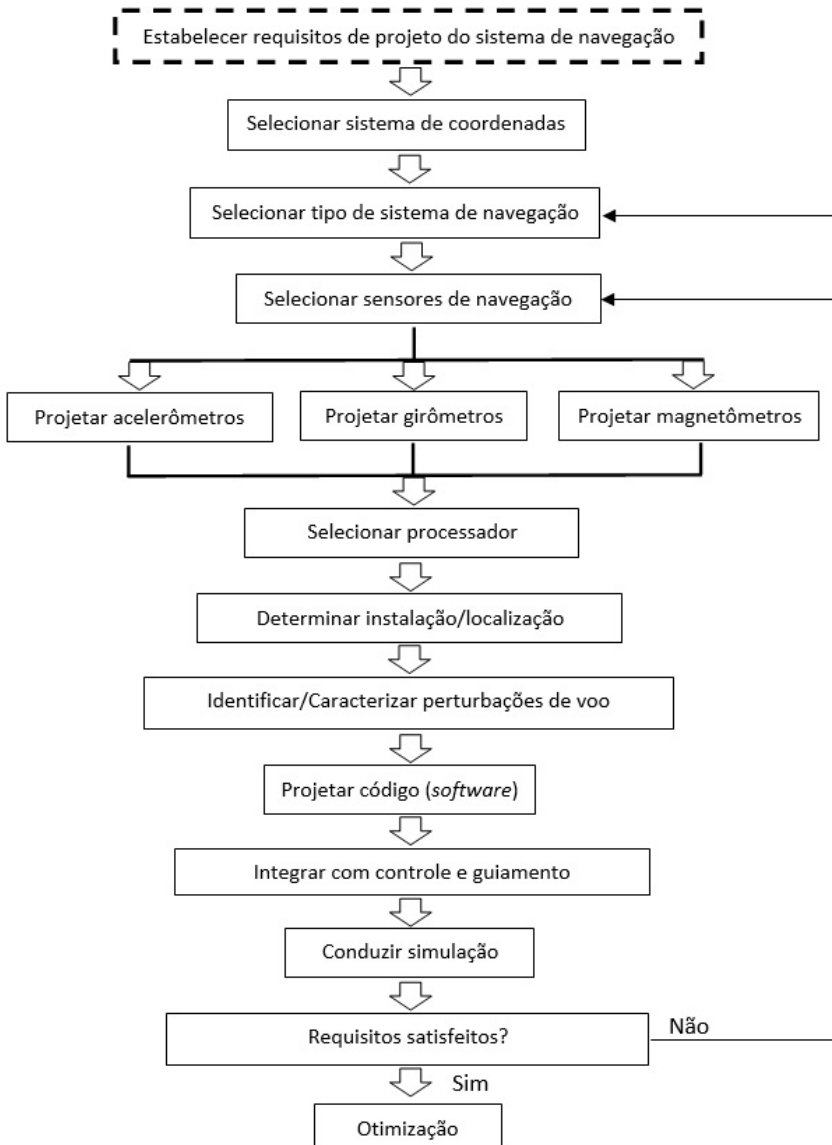 Estabelecer requisitos de projeto do sistema de navegação
Selecionar sistema de coordenadas
Selecionar tipo de sistema de navegação
Selecionar sensores de navegação
Projetar acelerômetros
Projetar girômetros
Projetar magnetômetros
Selecionar processador
Determinar instalação/localização
Identificar/Caracterizar perturbações de voo
Projetar código (software)
Integrar com controle e guiamento
Conduzir simulação
Requisitos satisfeitos?
Não
Sim
Otimização